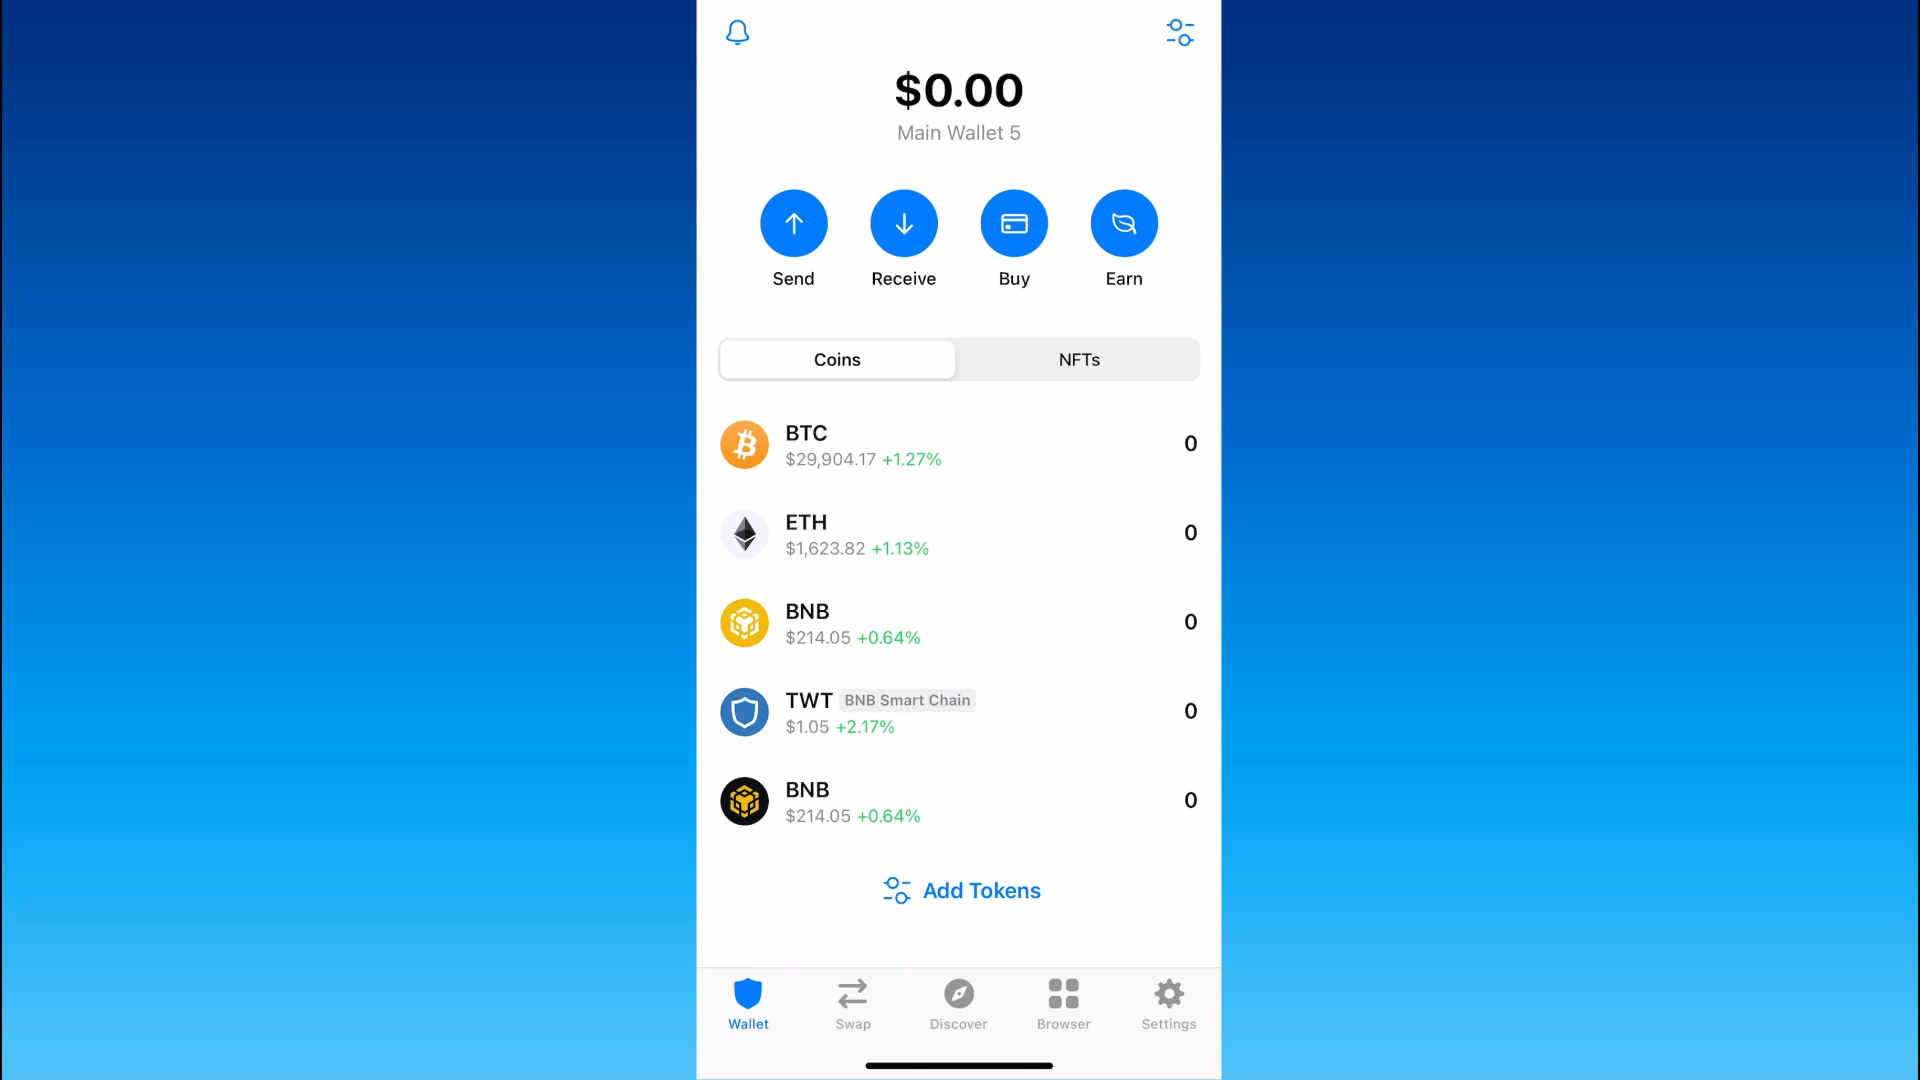 $0.00
Main Wallet 5
Send Receive Buy Earn
Coins NFTs
BTC
$29,904.17 +1.27%
0
ETH
$1,623.82 +1.13%
0
BNB
$214.05 +0.64%
0
TWT BNB Smart Chain
$1.05 +2.17%
0
BNB
$214.05 +0.64%
0
Add Tokens
Wallet Swap Discover Browser Settings